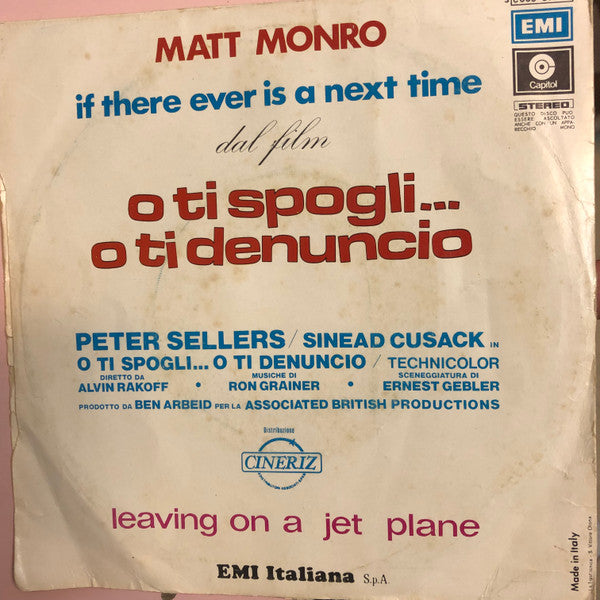 MATT MONRO
EMI
Capitol
STEREO
QUESTO DISCO PUO'
ESSERE ASCOLTATO
ANCHE CON UN APPA-
RECCHIO MONO
if there ever is a next time
dal film
o ti spogli...
o ti denuncio
PETER SELLERS / SINEAD CUSACK IN
O TI SPOGLI... O TI DENUNCIO / TECHNICOLOR
DIRETTO DA MUSICHE DI SCENEGGIATURA DI
ALVIN RAKOFF • RON GRAINER • ERNEST GEBLER
PRODOTTO DA BEN ARBEID PER LA ASSOCIATED BRITISH PRODUCTIONS
Distribuzione
CINERIZ
leaving on a jet plane
EMI Italiana S.p.A.
Made in Italy